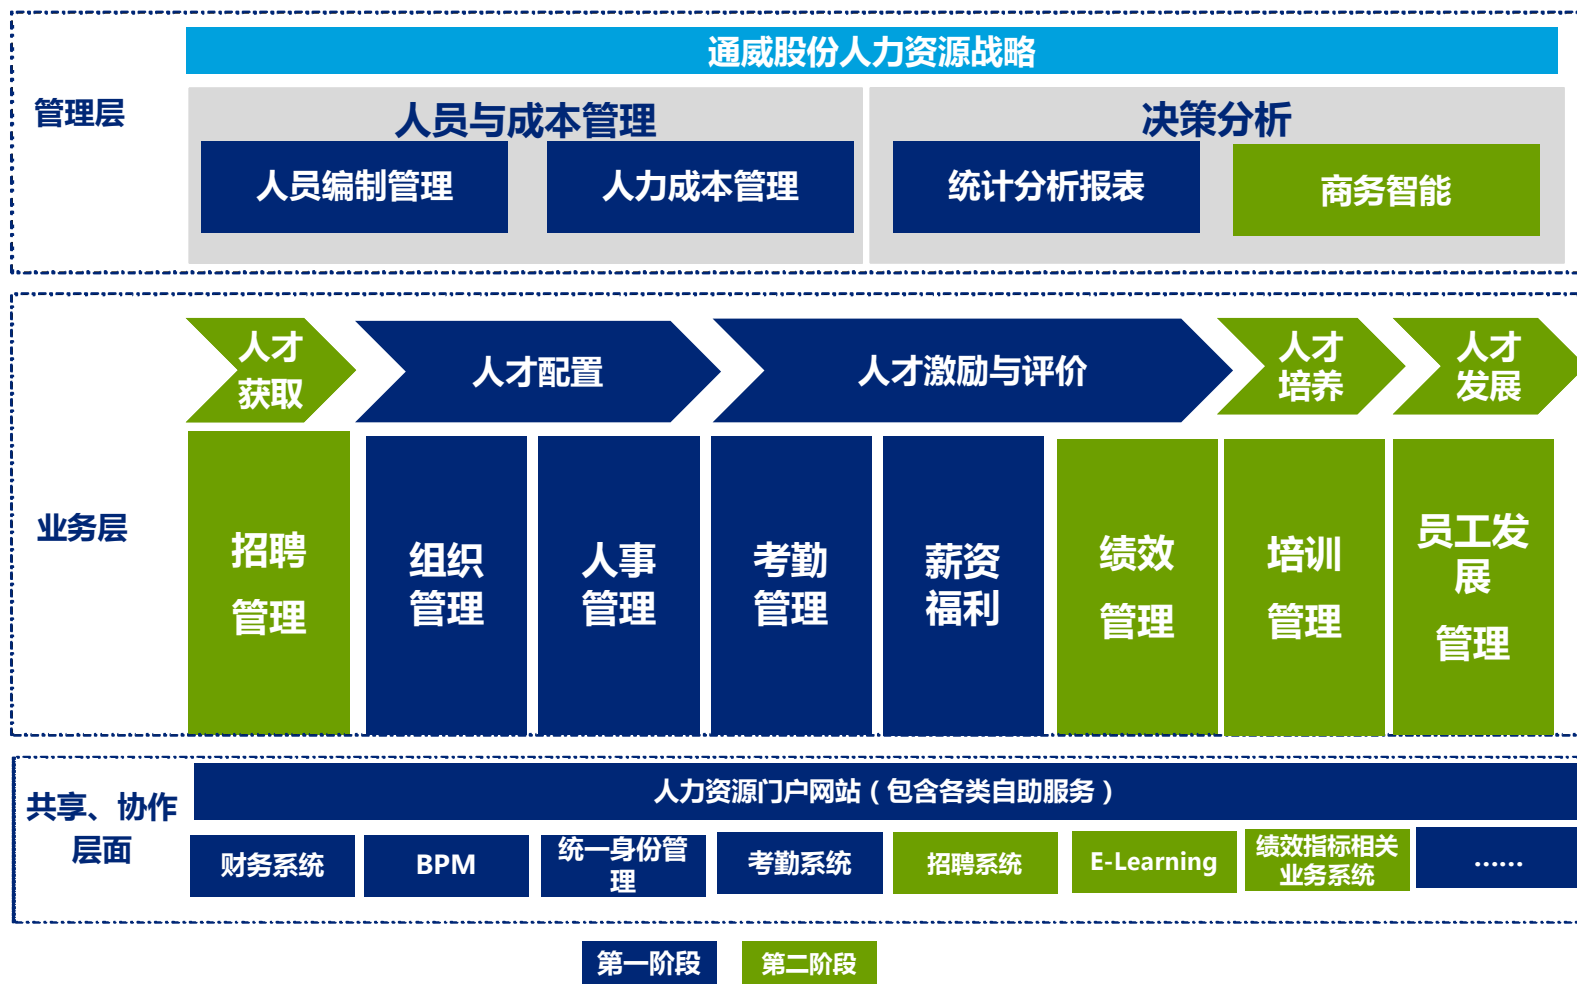 通威股份人力资源战略
管理层
人员与成本管理
决策分析
人员编制管理
人力成本管理
统计分析报表
商务智能
人才
获取
人才配置
人才激励与评价
人才
培养
人才
发展
业务层
招聘
管理
组织
管理
人事
管理
考勤
管理
薪资
福利
绩效
管理
培训
管理
员工发
展
管理
共享、协作
层面
人力资源门户网站（包含各类自助服务）
财务系统
BPM
统一身份管
理
考勤系统
招聘系统
E-Learning
绩效指标相关
业务系统
……
第一阶段
第二阶段